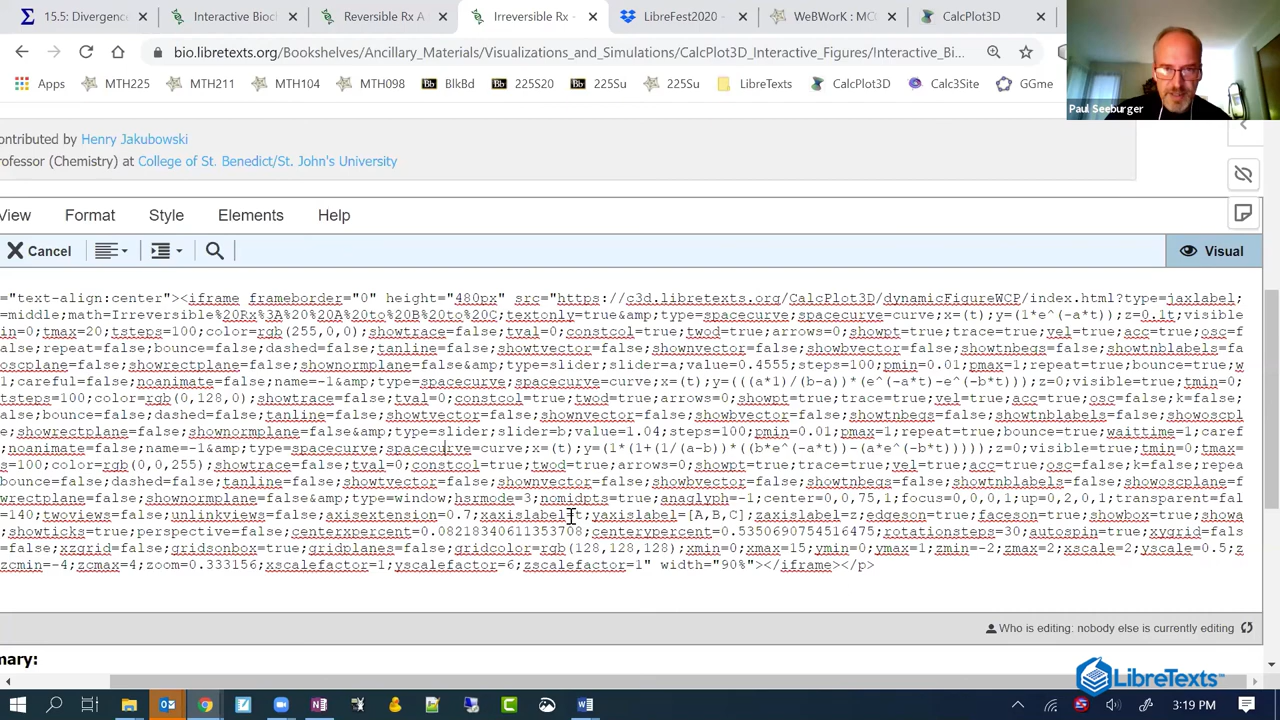 15.5: Divergence
Interactive Bioc
Reversible Rx A
Irreversible Rx -
LibreFest2020
WeBWorK : MC
CalcPlot3D
bio.libretexts.org/Bookshelves/Ancillary_Materials/Visualizations_and_Simulations/CalcPlot3D_Interactive_Figures/Interactive_Bi...
Apps MTH225 MTH211 MTH104 MTH098 BlkBd 225S20 225Su 225Su LibreTexts CalcPlot3D Calc3Site GGme
Paul Seeburger
ontributed by Henry Jakubowski
rofessor (Chemistry) at College of St. Benedict/St. John's University
View Format Style Elements Help
Cancel
Visual
="text-align:center"><iframe frameborder="0" height="480px" src="https://c3d.libretexts.org/CalcPlot3D/dynamicFigureWCP/index.html?type=jaxlabel;
=middle;math=Irreversible%20Rx%3A%20A%20to%20B%20to%20C;textonly=true&amp;type=spacecurve;spacecurve=curve;x=(t);y=(1*e^(-a*t));z=0.1t;visible
in=0;tmax=20;tsteps=100;color=rgb(255,0,0);showtrace=false;tval=0;constcol=true;twod=true;arrows=0;showpt=true;trace=true;vel=true;acc=true;osc=f
alse;repeat=false;bounce=false;dashed=false;tanline=false;showtvector=false;shownvector=false;showbvector=false;showtnbeqs=false;showtnblabels=fa
oscplane=false;showrectplane=false;shownormplane=false&amp;type=slider;slider=a;value=0.4555;steps=100;pmin=0.01;pmax=1;repeat=true;bounce=true;w
1;careful=false;noanimate=false;name=-1&amp;type=spacecurve;spacecurve=curve;x=(t);y=(((a*1)/(b-a))*(e^(-a*t)-e^(-b*t)));z=0;visible=true;tmin=0;
tsteps=100;color=rgb(0,128,0);showtrace=false;tval=0;constcol=true;twod=true;arrows=0;showpt=true;trace=true;vel=true;acc=true;osc=false;k=false;
=false;bounce=false;dashed=false;tanline=false;showtvector=false;shownvector=false;showbvector=false;showtnbeqs=false;showtnblabels=false;showoscpl
e;showrectplane=false;shownormplane=false&amp;type=slider;slider=b;value=1.04;steps=100;pmin=0.01;pmax=1;repeat=true;bounce=true;waittime=1;caref
;noanimate=false;name=-1&amp;type=spacecurve;spacecurve=curve;x=(t);y=(1*(1+(1/(a-b))*((b*e^(-a*t))-(a*e^(-b*t)))));z=0;visible=true;tmin=0;tmax=
s=100;color=rgb(0,0,255);showtrace=false;tval=0;constcol=true;twod=true;arrows=0;showpt=true;trace=true;vel=true;acc=true;osc=false;k=false;repea
=false;bounce=false;dashed=false;tanline=false;showtvector=false;shownvector=false;showbvector=false;showtnbeqs=false;showtnblabels=false;showosc
wrectplane=false;shownormplane=false&amp;type=window;hsrmode=3;nomidpts=true;anaglyph=-1;center=0,0,75,1;focus=0,0,0,1;up=0,2,0,1;transparent=fal
=140;twoviews=false;unlinkviews=false;axisextension=0.7;xaxislabel=t;yaxislabel=[A,B,C];zaxislabel=z;edgeson=true;faceson=true;showbox=true;showa
;showticks=true;perspective=false;centerxpercent=0.08218340611353708;centerypercent=0.5350690754516475;rotationsteps=30;autospin=true;xygrid=fals
=false;xzgrid=false;gridsonbox=true;gridplanes=false;gridcolor=rgb(128,128,128);xmin=0;xmax=15;ymin=0;ymax=1;zmin=-2;zmax=2;xscale=2;yscale=0.5;z
zcmin=-4;zcmax=4;zoom=0.333156;xscalefactor=1;yscalefactor=6;zscalefactor=1" width="90%"></iframe></p>
Who is editing: nobody else is currently editing
mary:
LibreTexts
3:19 PM